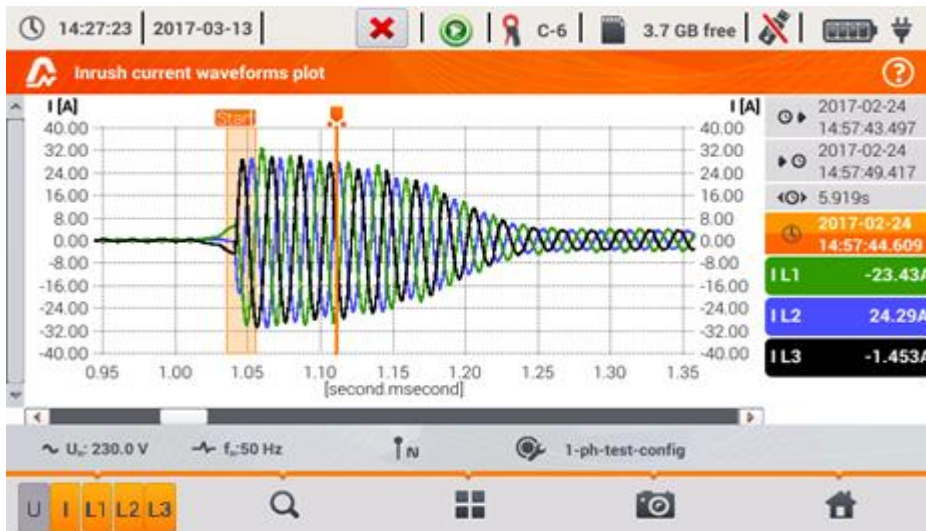 14:27:23 2017-03-13 C-6 3.7 GB free
Inrush current waveforms plot ?
I [A] Start I [A]
40.00 40.00
32.00 32.00
24.00 24.00
16.00 16.00
8.00 8.00
0.00 0.00
-8.00 -8.00
-16.00 -16.00
-24.00 -24.00
-32.00 -32.00
-40.00 -40.00
0.95 1.00 1.05 1.10 1.15 1.20 1.25 1.30 1.35
[second.msecond]
2017-02-24
14:57:43.497
2017-02-24
14:57:49.417
5.919s
2017-02-24
14:57:44.609
I L1 -23.43A
I L2 24.29A
I L3 -1.453A
Uₙ: 230.0 V fₙ:50 Hz N 1-ph-test-config
U I L1 L2 L3